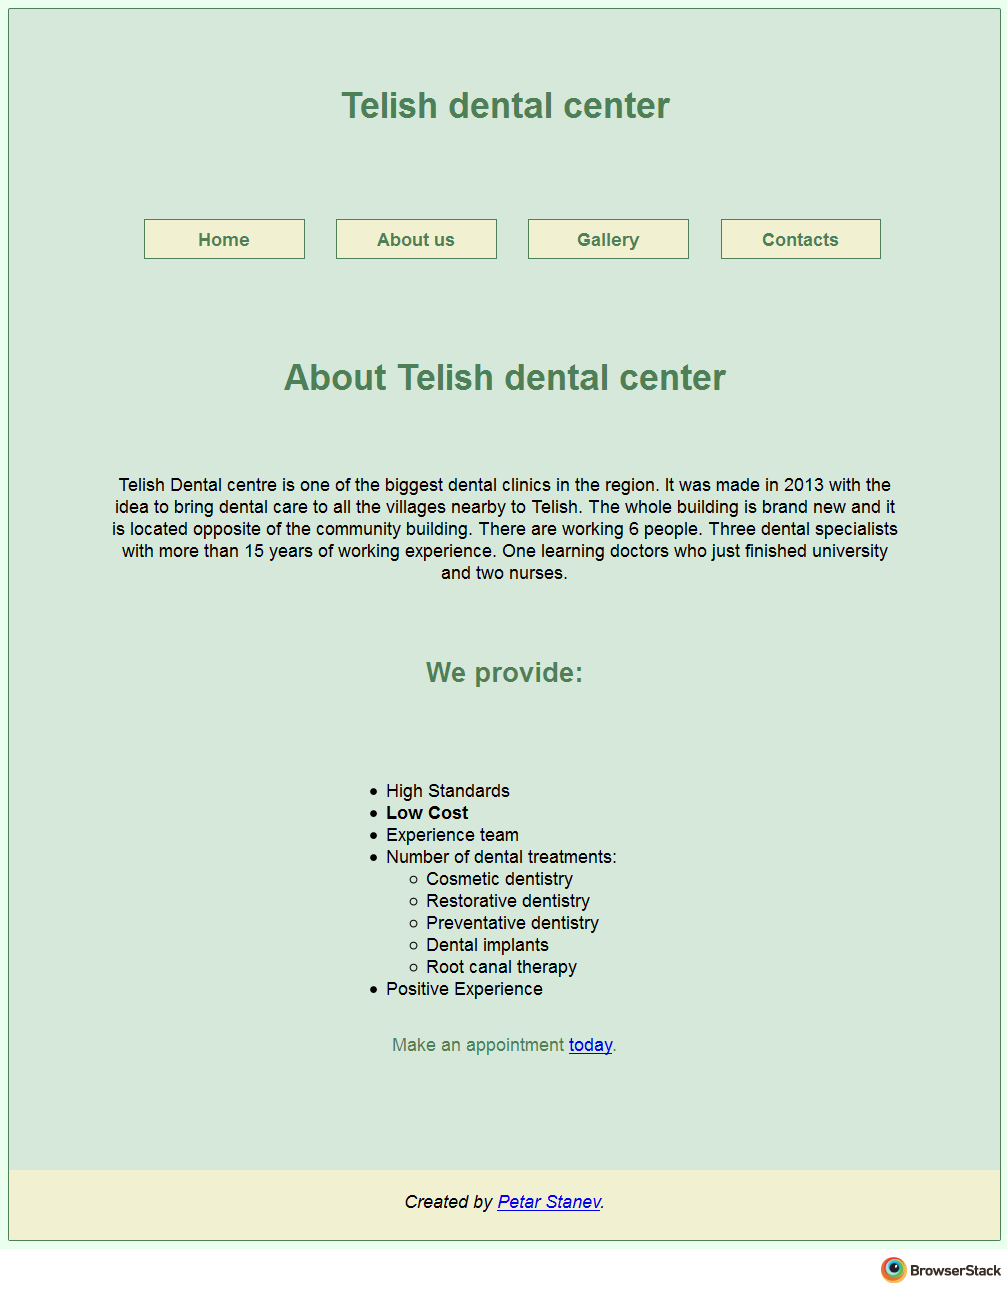 Telish dental center
Home
About us
Gallery
Contacts
About Telish dental center
Telish Dental centre is one of the biggest dental clinics in the region. It was made in 2013 with the
idea to bring dental care to all the villages nearby to Telish. The whole building is brand new and it
is located opposite of the community building. There are working 6 people. Three dental specialists
with more than 15 years of working experience. One learning doctors who just finished university
and two nurses.
We provide:
High Standards
Low Cost
Experience team
Number of dental treatments:
Cosmetic dentistry
Restorative dentistry
Preventative dentistry
Dental implants
Root canal therapy
Positive Experience
Make an appointment today.
Created by Petar Stanev.
BrowserStack